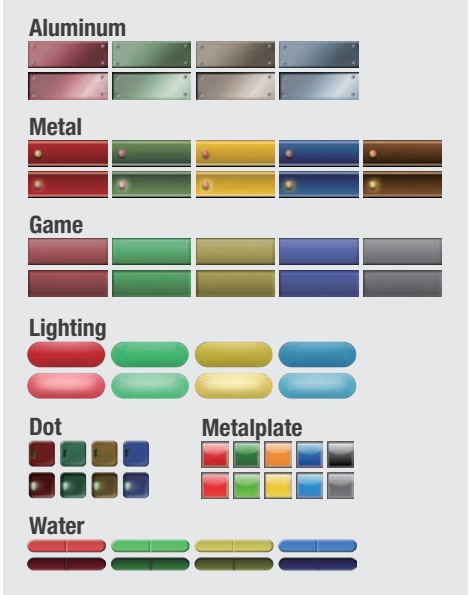 Aluminum
Metal
Game
Lighting
Dot
Metalplate
Water